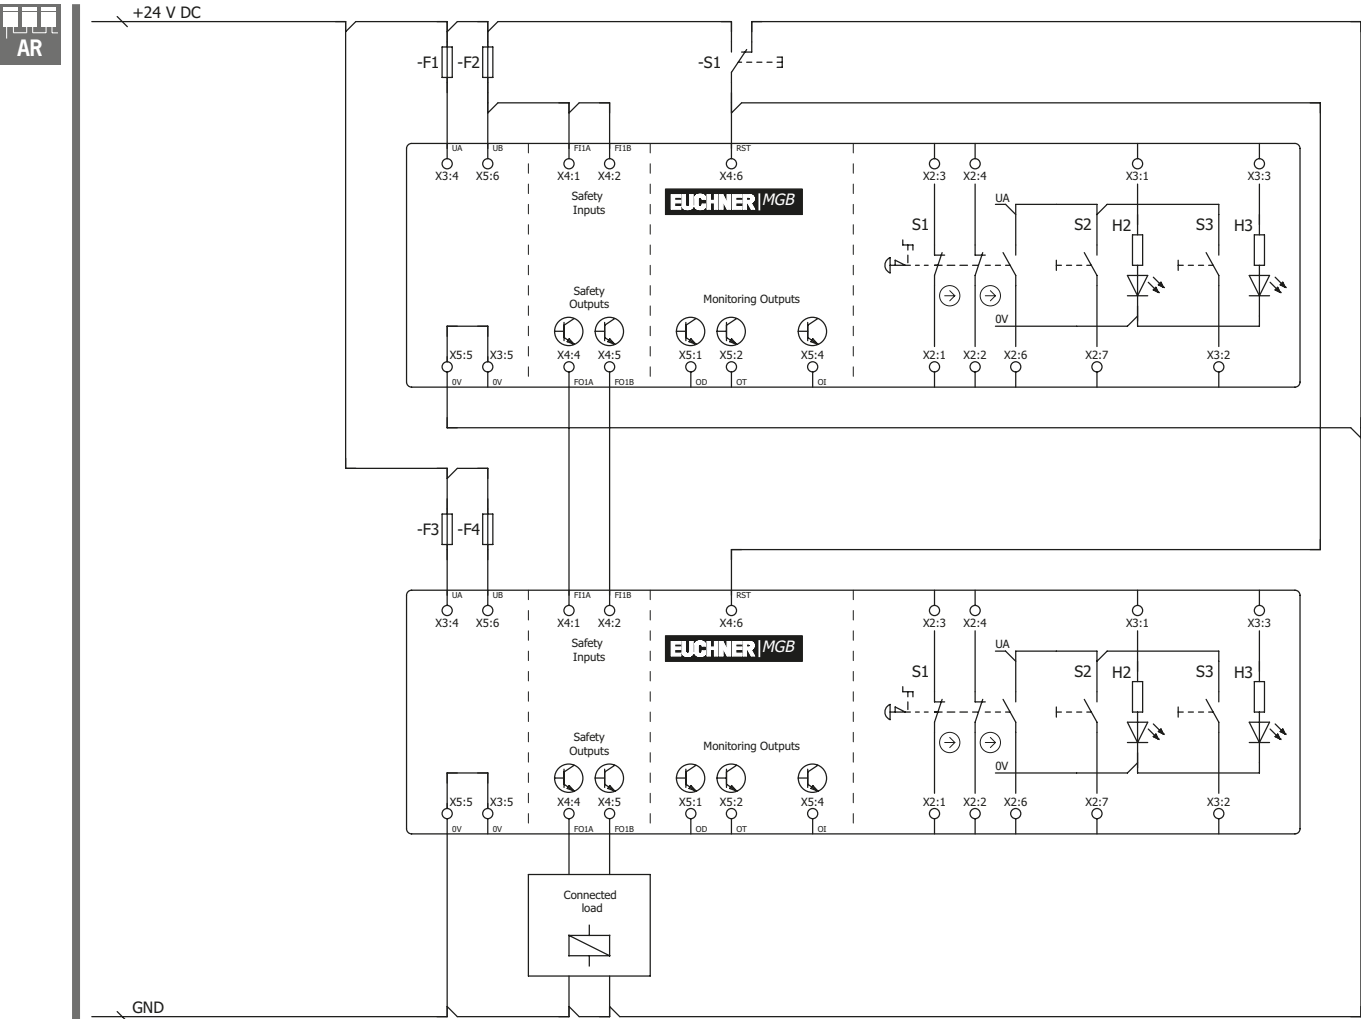 +24 V DC
AR
-F1
-F2
-S1
UA
UB
FI1A
FI1B
RST
X3:4
X5:6
X4:1
X4:2
X4:6
X2:3
X2:4
X3:1
X3:3
Safety
Inputs
EUCHNER
MGB
UA
S1
S2
H2
S3
H3
Safety
Outputs
Monitoring Outputs
0V
X5:5
X3:5
X4:4
X4:5
X5:1
X5:2
X5:4
X2:1
X2:2
X2:6
X2:7
X3:2
0V
0V
FO1A
FO1B
OD
OT
OI
-F3
-F4
UA
UB
FI1A
FI1B
RST
X3:4
X5:6
X4:1
X4:2
X4:6
X2:3
X2:4
X3:1
X3:3
Safety
Inputs
EUCHNER
MGB
UA
S1
S2
H2
S3
H3
Safety
Outputs
Monitoring Outputs
0V
X5:5
X3:5
X4:4
X4:5
X5:1
X5:2
X5:4
X2:1
X2:2
X2:6
X2:7
X3:2
0V
0V
FO1A
FO1B
OD
OT
OI
Connected
load
GND